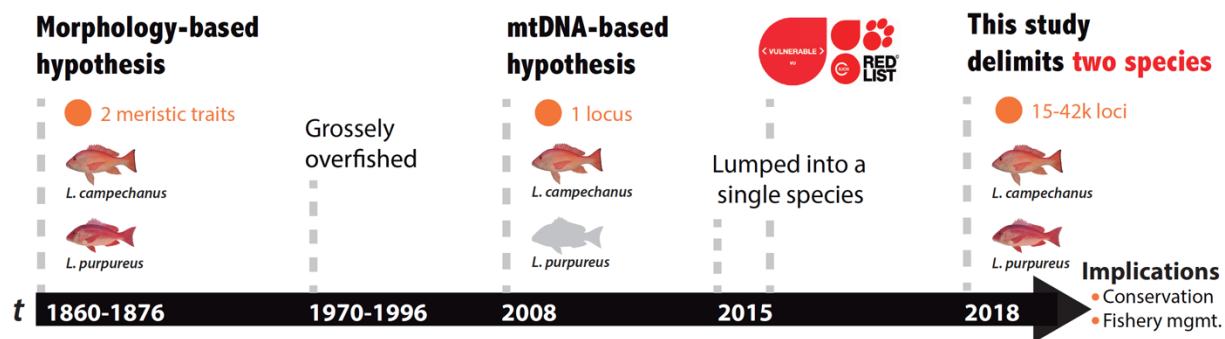 Morphology-based
hypothesis
2 meristic traits
L. campechanus
L. purpureus
Grossely
overfished
mtDNA-based
hypothesis
1 locus
L. campechanus
L. purpureus
< VULNERABLE >
VU
IUCN
RED
LIST
Lumped into a
single species
This study
delimits two species
15-42k loci
L. campechanus
L. purpureus
t
1860-1876
1970-1996
2008
2015
2018
Implications
• Conservation
• Fishery mgmt.